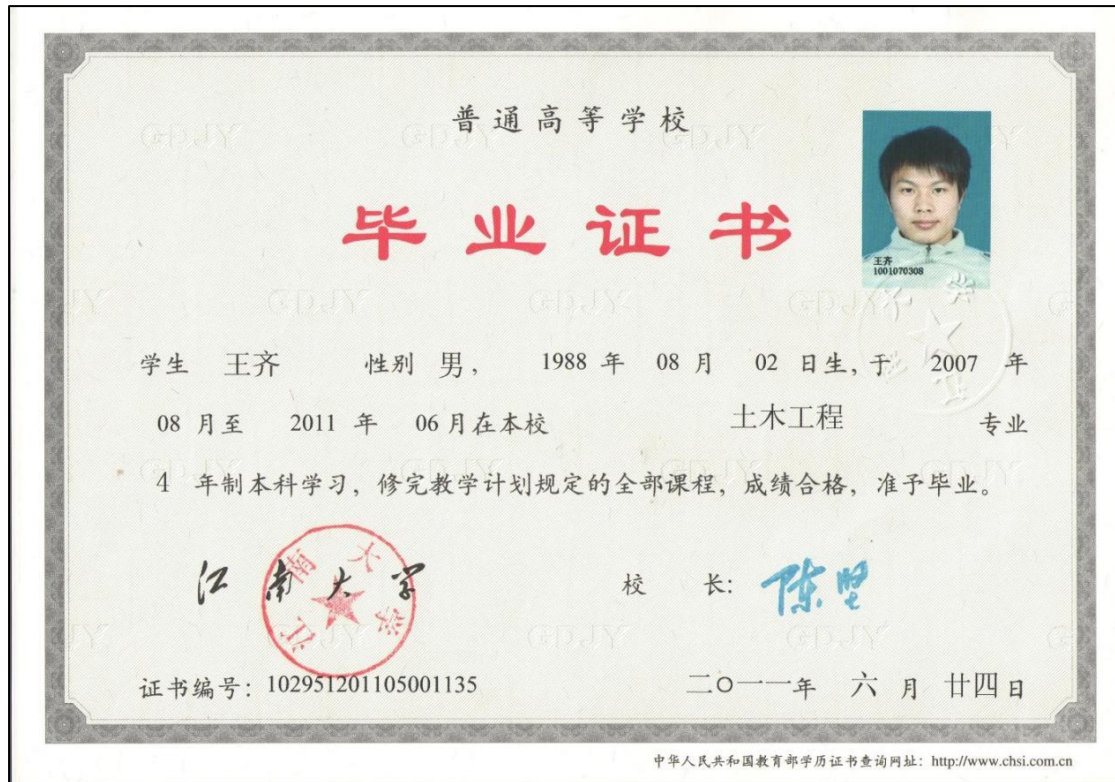 普通高等学校
毕业证书
王齐
1001070308
学生 王齐 性别 男， 1988 年 08 月 02 日生，于 2007 年
08 月至 2011 年 06 月在本校 土木工程 专业
4 年制本科学习，修完教学计划规定的全部课程，成绩合格，准予毕业。
江南大学
江南大学
校 长： 陈坚
证书编号：102951201105001135
二〇一一年 六 月 廿四 日
中华人民共和国教育部学历证书查询网址：http://www.chsi.com.cn
GDJY